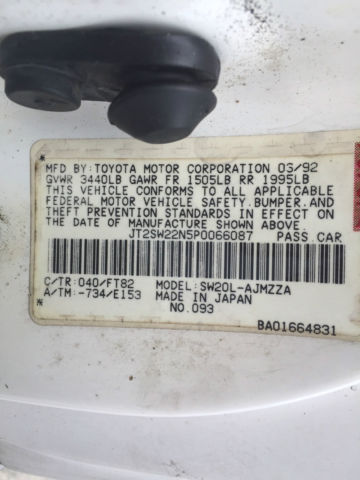 MFD BY:TOYOTA MOTOR CORPORATION 03/92
GVWR 3440LB GAWR FR 1505LB RR 1995LB
THIS VEHICLE CONFORMS TO ALL APPLICABLE
FEDERAL MOTOR VEHICLE SAFETY.BUMPER.AND
THEFT PREVENTION STANDARDS IN EFFECT ON
THE DATE OF MANUFACTURE SHOWN ABOVE.
JT2SW22N5P0066087 PASS.CAR
C/TR:040/FT82 MODEL:SW20L-AJMZZA
A/TM:-734/E153 MADE IN JAPAN
NO.093
BA01664831